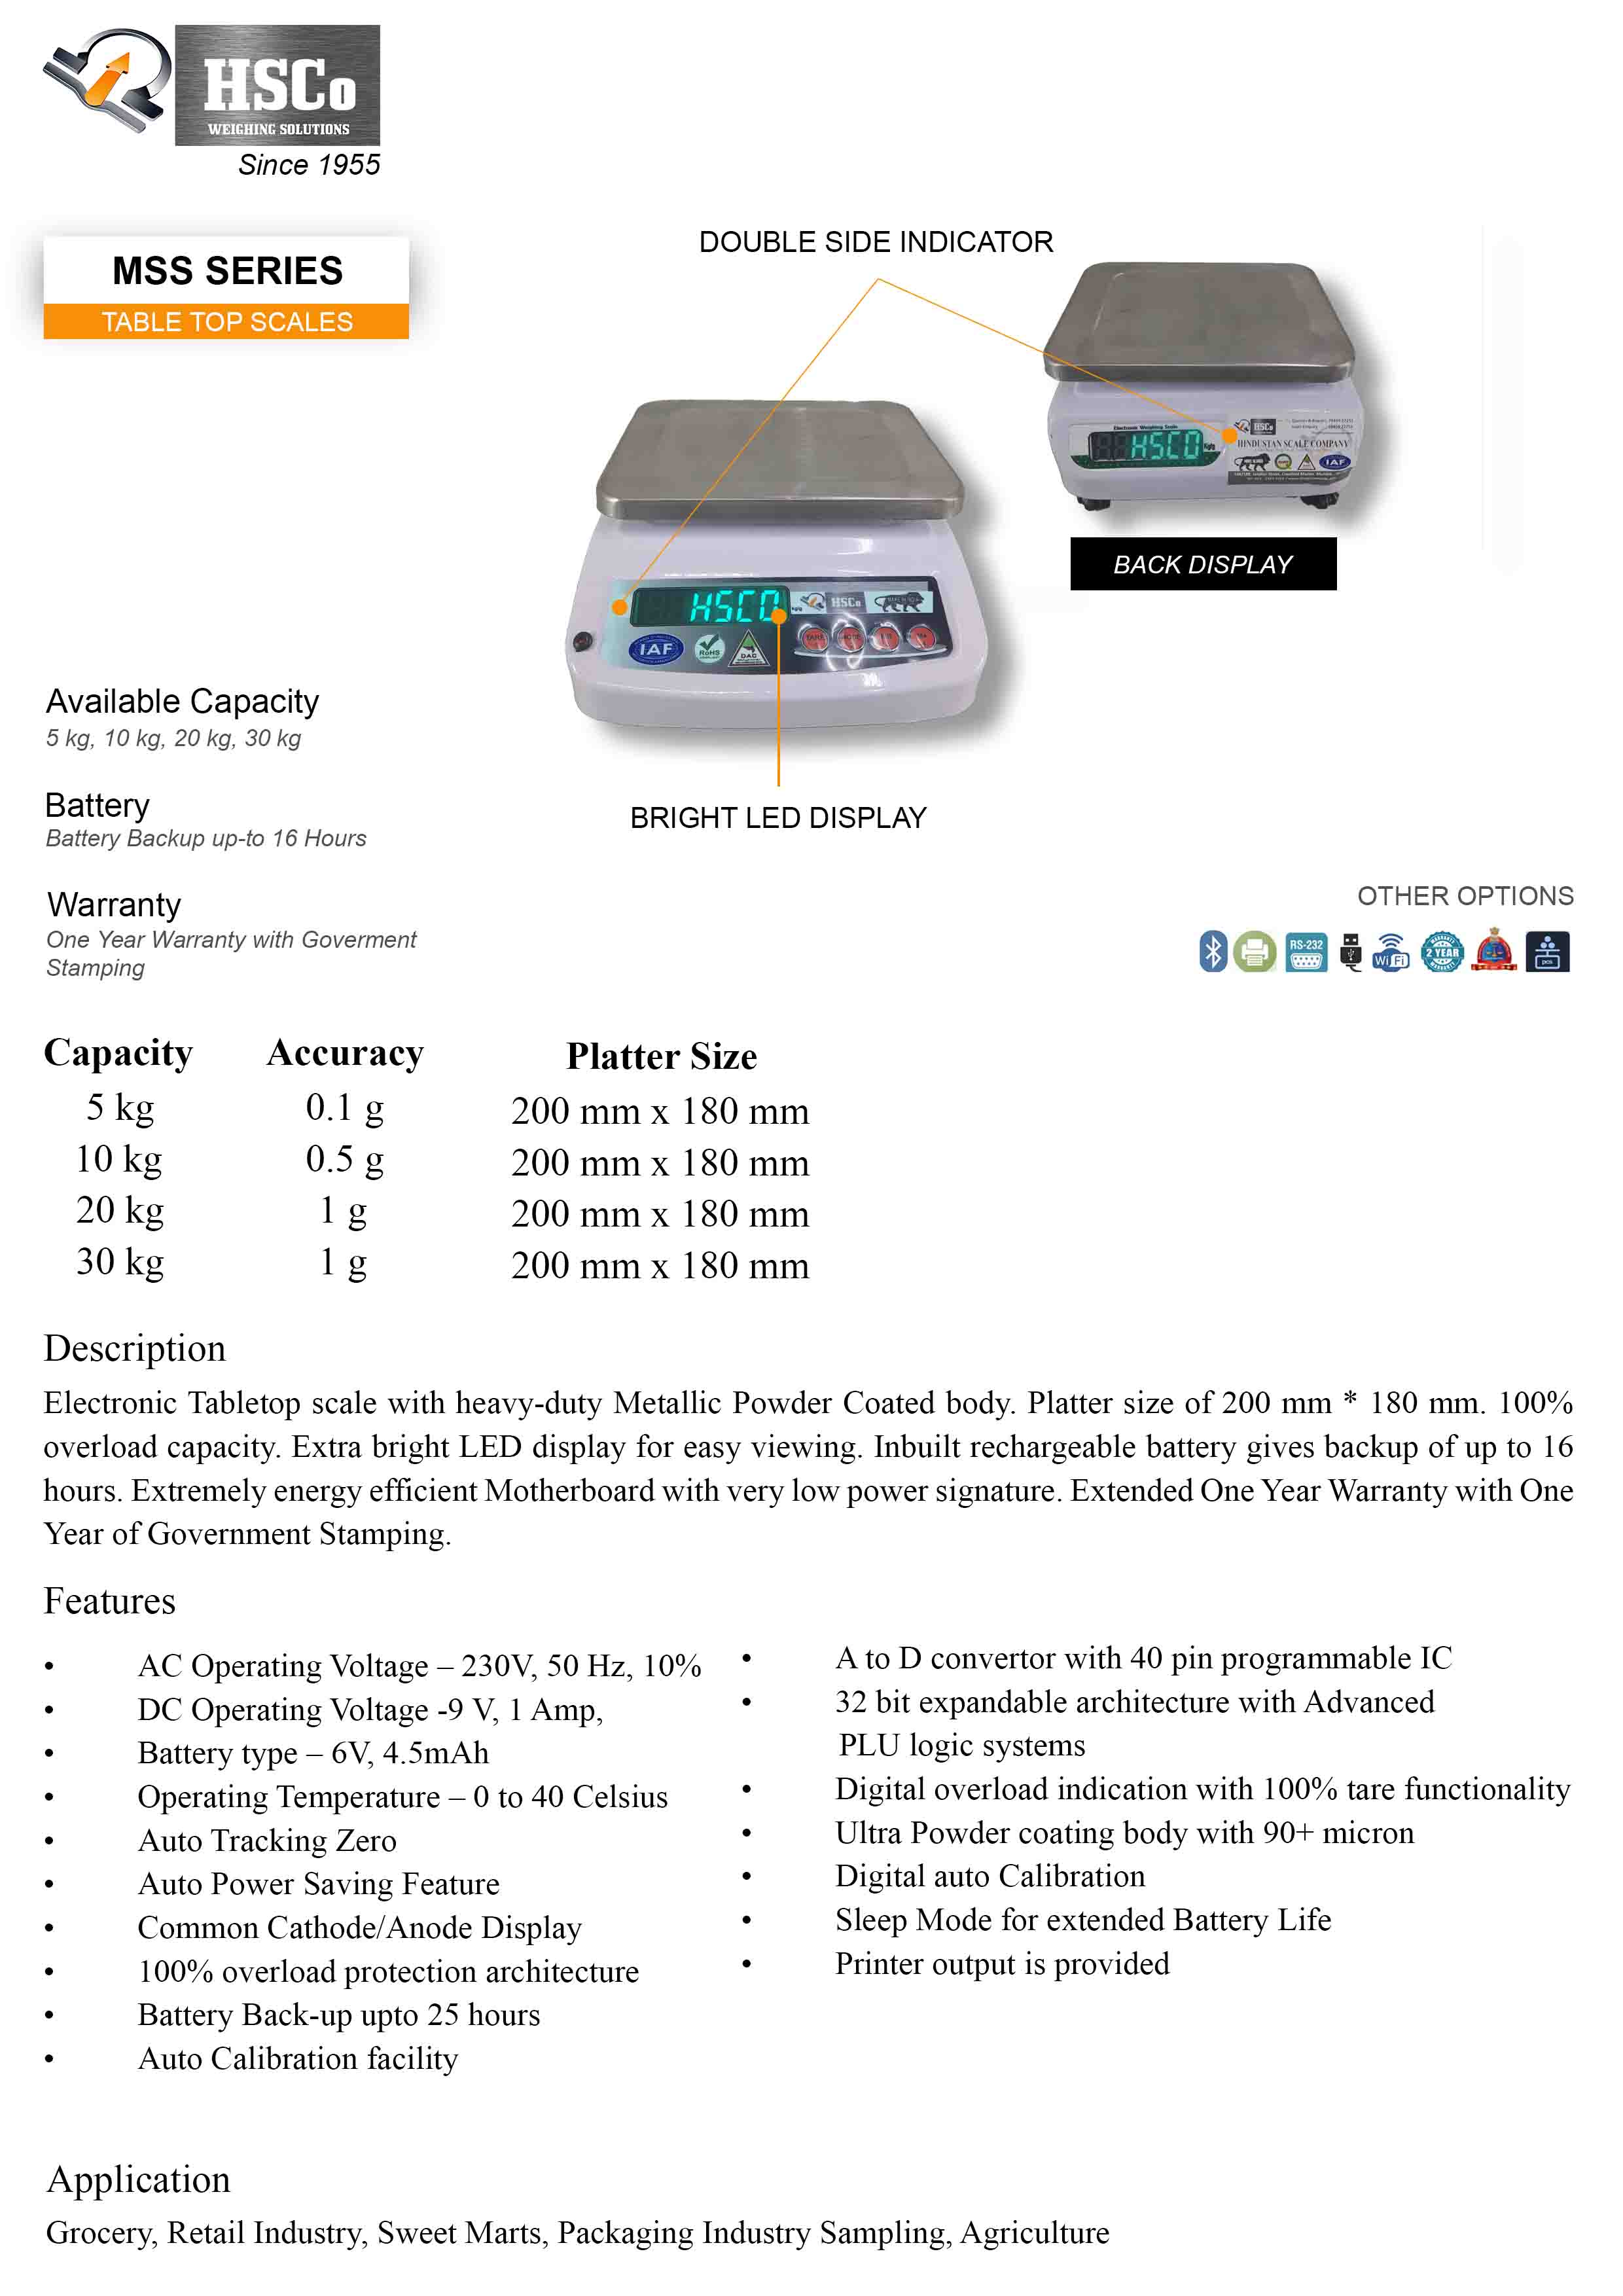 HSCo
WEIGHING SOLUTIONS
Since 1955
MSS SERIES
TABLE TOP SCALES
DOUBLE SIDE INDICATOR
Electronic Weighing Scale
HSCO
Kg/g
HSCo
HINDUSTAN SCALE COMPANY
IAF
BACK DISPLAY
HSCO
HSCo
IAF
RoHS
DAC
TARE
MODE
BRIGHT LED DISPLAY
Available Capacity
5 kg, 10 kg, 20 kg, 30 kg
Battery
Battery Backup up-to 16 Hours
Warranty
One Year Warranty with Goverment
Stamping
OTHER OPTIONS
RS-232
WiFi
WARRANTY
2 YEAR
WARRANTY
pcs
Capacity Accuracy Platter Size
5 kg 0.1 g 200 mm x 180 mm
10 kg 0.5 g 200 mm x 180 mm
20 kg 1 g 200 mm x 180 mm
30 kg 1 g 200 mm x 180 mm
Description
Electronic Tabletop scale with heavy-duty Metallic Powder Coated body. Platter size of 200 mm * 180 mm. 100%
overload capacity. Extra bright LED display for easy viewing. Inbuilt rechargeable battery gives backup of up to 16
hours. Extremely energy efficient Motherboard with very low power signature. Extended One Year Warranty with One
Year of Government Stamping.
Features
• AC Operating Voltage – 230V, 50 Hz, 10%
• DC Operating Voltage -9 V, 1 Amp,
• Battery type – 6V, 4.5mAh
• Operating Temperature – 0 to 40 Celsius
• Auto Tracking Zero
• Auto Power Saving Feature
• Common Cathode/Anode Display
• 100% overload protection architecture
• Battery Back-up upto 25 hours
• Auto Calibration facility
• A to D convertor with 40 pin programmable IC
• 32 bit expandable architecture with Advanced
PLU logic systems
• Digital overload indication with 100% tare functionality
• Ultra Powder coating body with 90+ micron
• Digital auto Calibration
• Sleep Mode for extended Battery Life
• Printer output is provided
Application
Grocery, Retail Industry, Sweet Marts, Packaging Industry Sampling, Agriculture